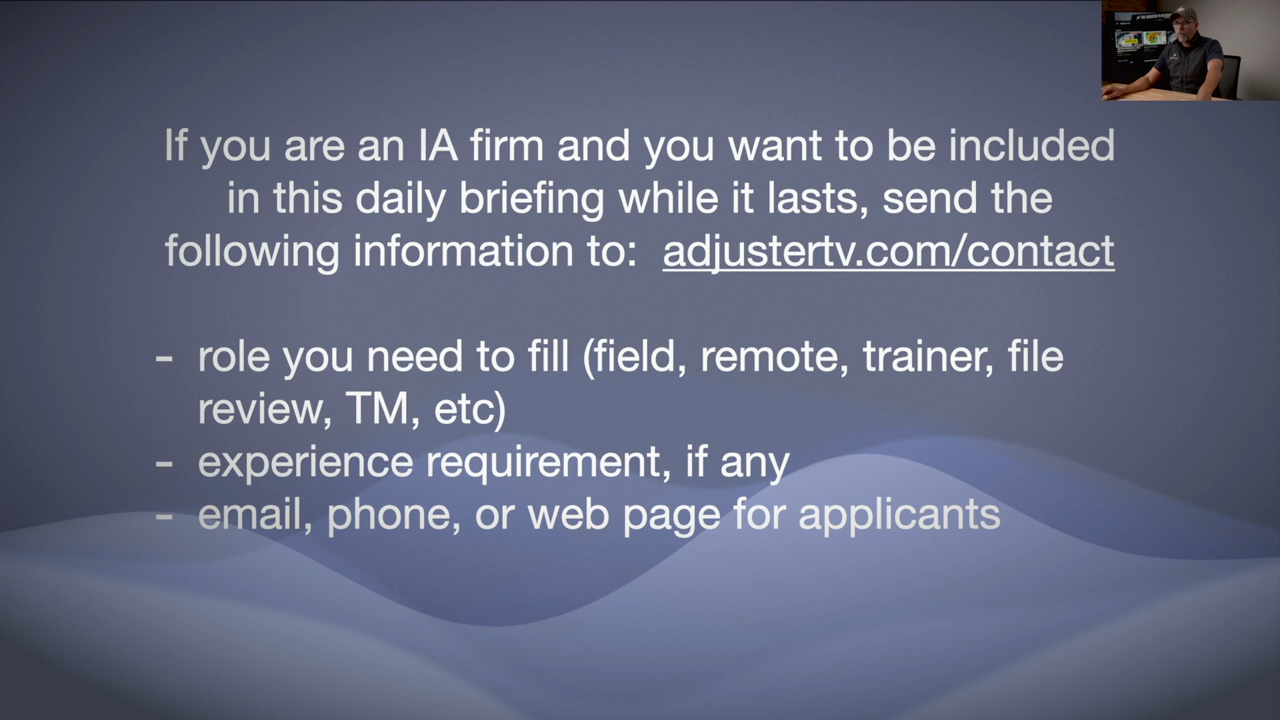 If you are an IA firm and you want to be included
in this daily briefing while it lasts, send the
following information to: adjustertv.com/contact
- role you need to fill (field, remote, trainer, file
review, TM, etc)
- experience requirement, if any
- email, phone, or web page for applicants